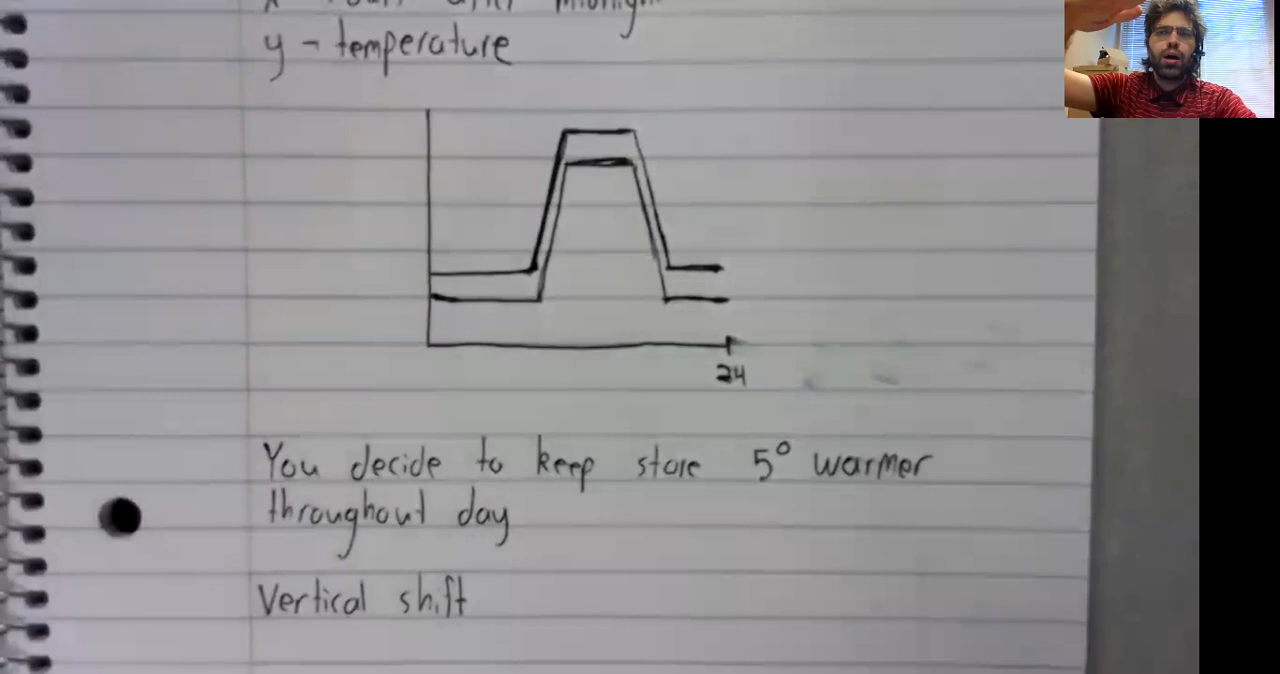 y - temperature
24
You decide to keep store 5° warmer
throughout day
Vertical shift